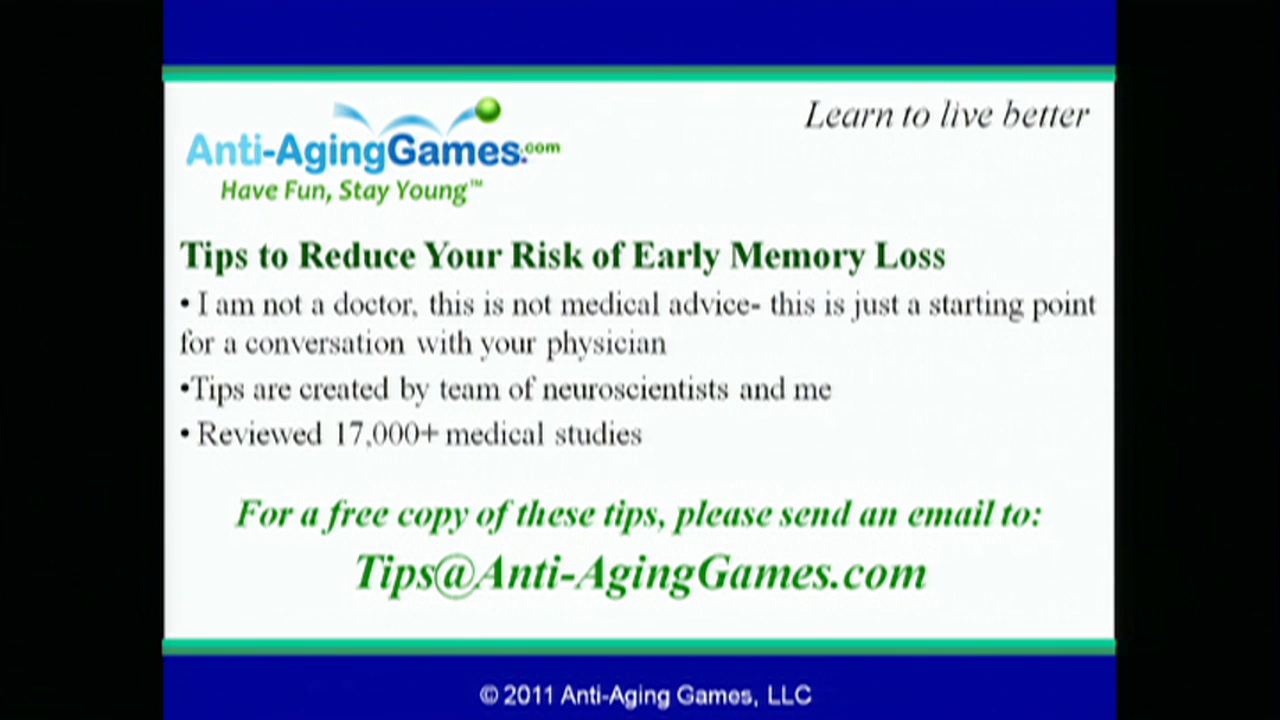 Learn to live better
Anti-AgingGames.com
Have Fun, Stay Young™
Tips to Reduce Your Risk of Early Memory Loss
• I am not a doctor, this is not medical advice- this is just a starting point
for a conversation with your physician
•Tips are created by team of neuroscientists and me
• Reviewed 17,000+ medical studies
For a free copy of these tips, please send an email to:
Tips@Anti-AgingGames.com
© 2011 Anti-Aging Games, LLC